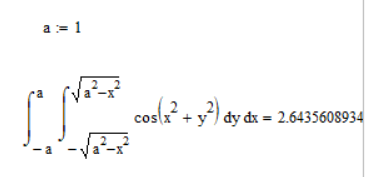 a := 1
∫_{-a}^{a} ∫_{-√(a²-x²)}^{√(a²-x²)} cos(x² + y²) dy dx = 2.6435608934